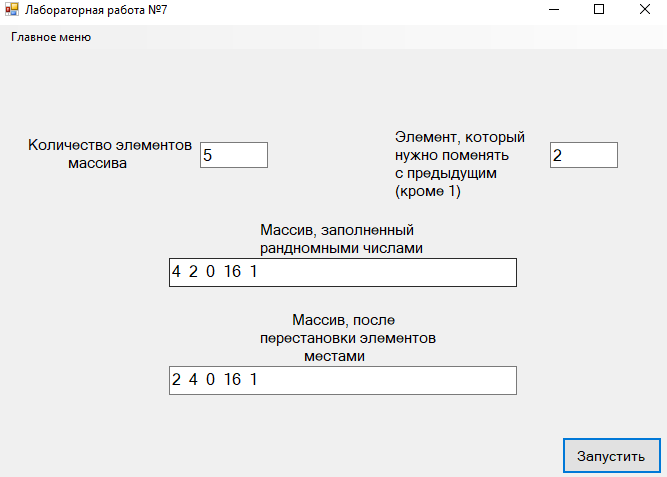 Лабораторная работа №7
Главное меню
Количество элементов
массива
5
Элемент, который
нужно поменять
с предыдущим
(кроме 1)
2
Массив, заполненный
рандномными числами
4 2 0 16 1
Массив, после
перестановки элементов
местами
2 4 0 16 1
Запустить